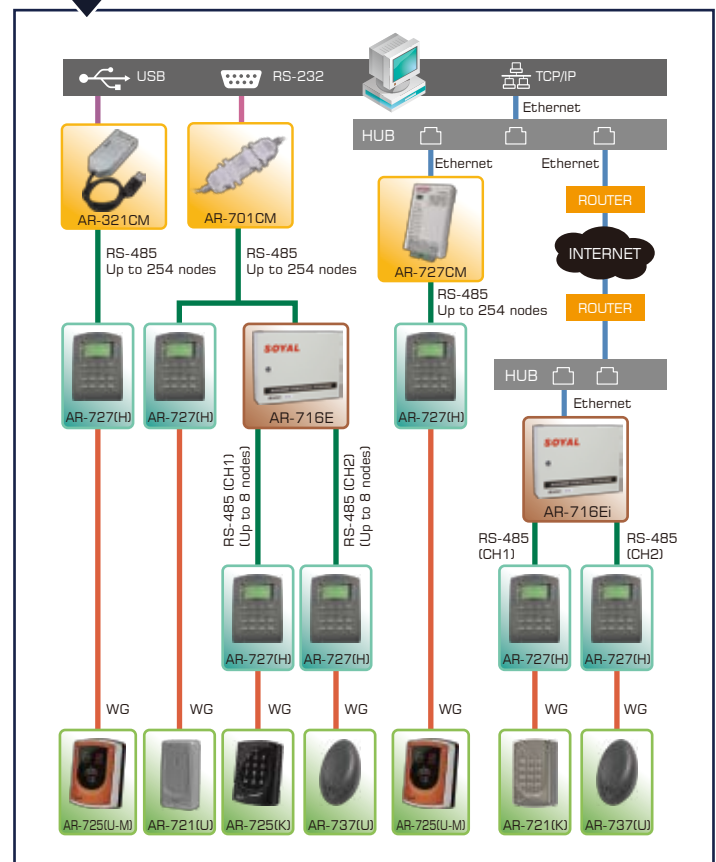 USB
RS-232
TCP/IP
Ethernet
HUB
Ethernet
Ethernet
AR-321CM
AR-701CM
AR-727CM
ROUTER
INTERNET
ROUTER
RS-485
Up to 254 nodes
RS-485
Up to 254 nodes
RS-485
Up to 254 nodes
AR-727(H)
AR-727(H)
SOYAL
AR-716E
AR-727(H)
HUB
Ethernet
SOYAL
AR-716Ei
RS-485 (CH1)
(Up to 8 nodes)
RS-485 (CH2)
(Up to 8 nodes)
RS-485
(CH1)
RS-485
(CH2)
AR-727(H)
AR-727(H)
AR-727(H)
AR-727(H)
WG
WG
WG
WG
WG
WG
WG
AR-725(U-M)
AR-721(U)
AR-725(K)
AR-737(U)
AR-725(U-M)
AR-721(K)
AR-737(U)